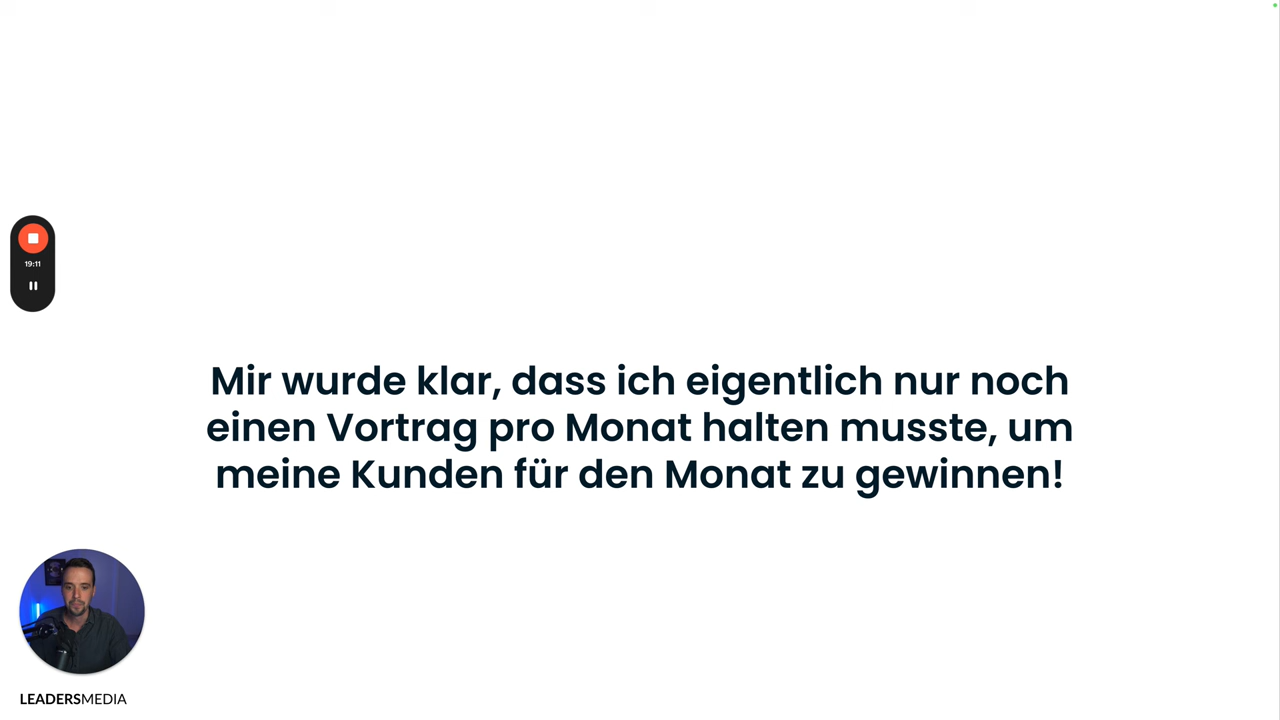 19:11
Mir wurde klar, dass ich eigentlich nur noch
einen Vortrag pro Monat halten musste, um
meine Kunden für den Monat zu gewinnen!
LEADERSMEDIA